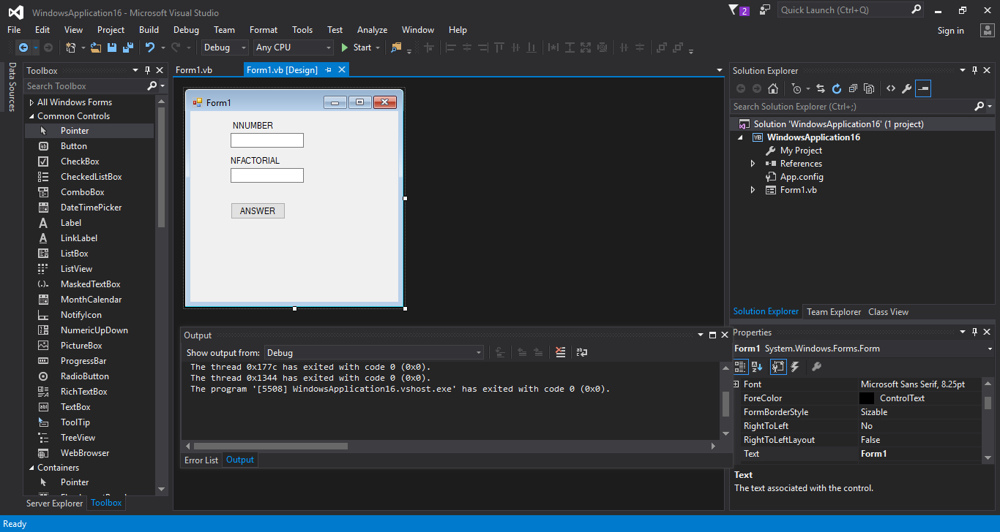 WindowsApplication16 - Microsoft Visual Studio
2
Quick Launch (Ctrl+Q)
File Edit View Project Build Debug Team Format Tools Test Analyze Window Help
Sign in
Debug Any CPU Start
Data Sources
Toolbox
Search Toolbox
All Windows Forms
Common Controls
Pointer
Button
CheckBox
CheckedListBox
ComboBox
DateTimePicker
Label
LinkLabel
ListBox
ListView
MaskedTextBox
MonthCalendar
NotifyIcon
NumericUpDown
PictureBox
ProgressBar
RadioButton
RichTextBox
TextBox
ToolTip
TreeView
WebBrowser
Containers
Pointer
Server Explorer Toolbox
Form1.vb Form1.vb [Design]
Form1
NNUMBER
NFACTORIAL
ANSWER
Output
Show output from: Debug
The thread 0x177c has exited with code 0 (0x0).
The thread 0x1344 has exited with code 0 (0x0).
The program '[5508] WindowsApplication16.vshost.exe' has exited with code 0 (0x0).
Error List Output
Solution Explorer
Search Solution Explorer (Ctrl+;)
Solution 'WindowsApplication16' (1 project)
VB WindowsApplication16
My Project
References
App.config
Form1.vb
Solution Explorer Team Explorer Class View
Properties
Form1 System.Windows.Forms.Form
Font Microsoft Sans Serif, 8.25pt
ForeColor ControlText
FormBorderStyle Sizable
RightToLeft No
RightToLeftLayout False
Text Form1
Text
The text associated with the control.
Ready